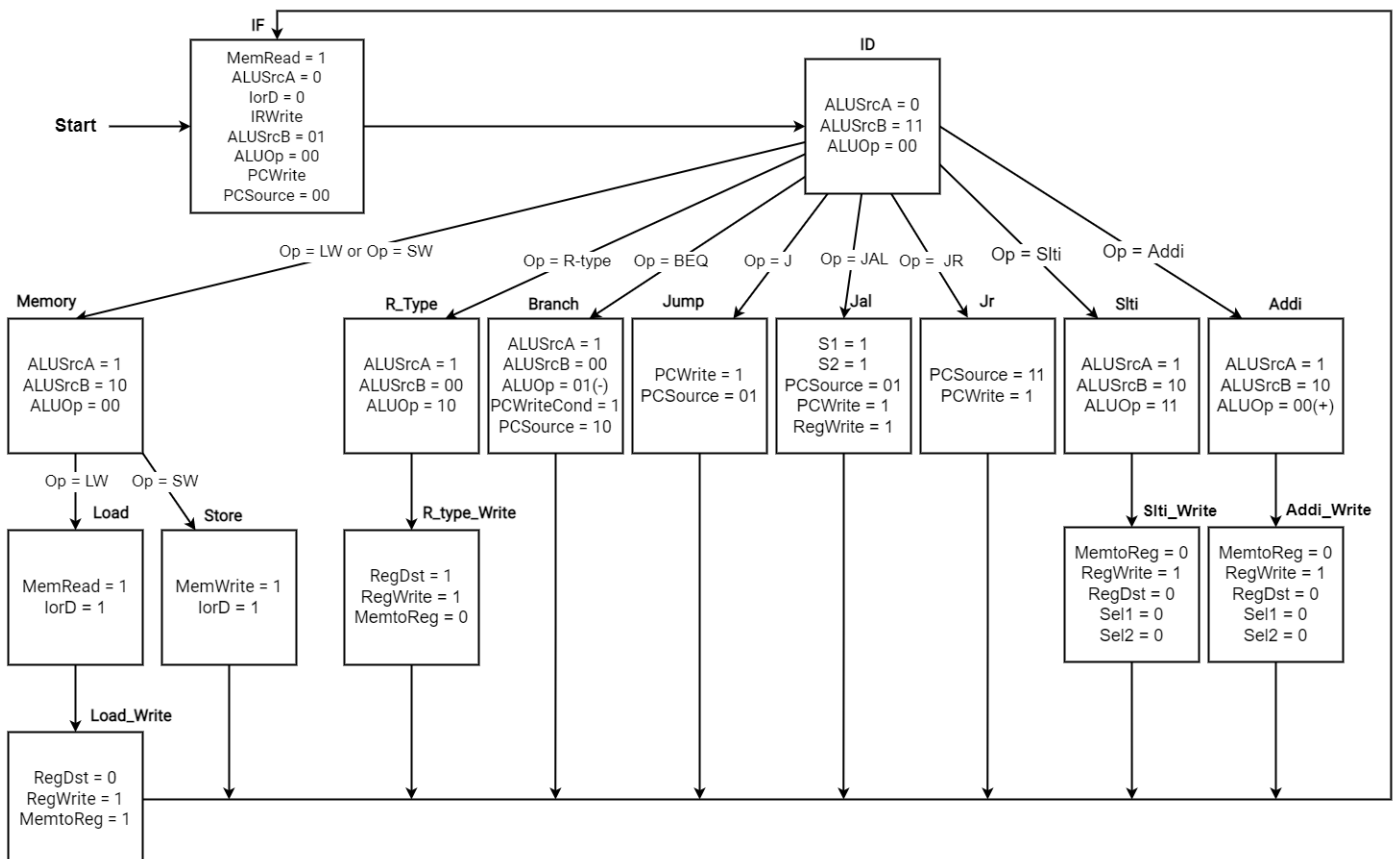 IF
MemRead = 1
ALUSrcA = 0
IorD = 0
IRWrite
ALUSrcB = 01
ALUOp = 00
PCWrite
PCSource = 00
Start
ID
ALUSrcA = 0
ALUSrcB = 11
ALUOp = 00
Op = LW or Op = SW
Op = R-type
Op = BEQ
Op = J
Op = JAL
Op = JR
Op = Slti
Op = Addi
Memory
ALUSrcA = 1
ALUSrcB = 10
ALUOp = 00
R_Type
ALUSrcA = 1
ALUSrcB = 00
ALUOp = 10
Branch
ALUSrcA = 1
ALUSrcB = 00
ALUOp = 01(-)
PCWriteCond = 1
PCSource = 10
Jump
PCWrite = 1
PCSource = 01
Jal
S1 = 1
S2 = 1
PCSource = 01
PCWrite = 1
RegWrite = 1
Jr
PCSource = 11
PCWrite = 1
Slti
ALUSrcA = 1
ALUSrcB = 10
ALUOp = 11
Addi
ALUSrcA = 1
ALUSrcB = 10
ALUOp = 00(+)
Op = LW
Op = SW
Load
MemRead = 1
IorD = 1
Store
MemWrite = 1
IorD = 1
R_type_Write
RegDst = 1
RegWrite = 1
MemtoReg = 0
Slti_Write
MemtoReg = 0
RegWrite = 1
RegDst = 0
Sel1 = 0
Sel2 = 0
Addi_Write
MemtoReg = 0
RegWrite = 1
RegDst = 0
Sel1 = 0
Sel2 = 0
Load_Write
RegDst = 0
RegWrite = 1
MemtoReg = 1